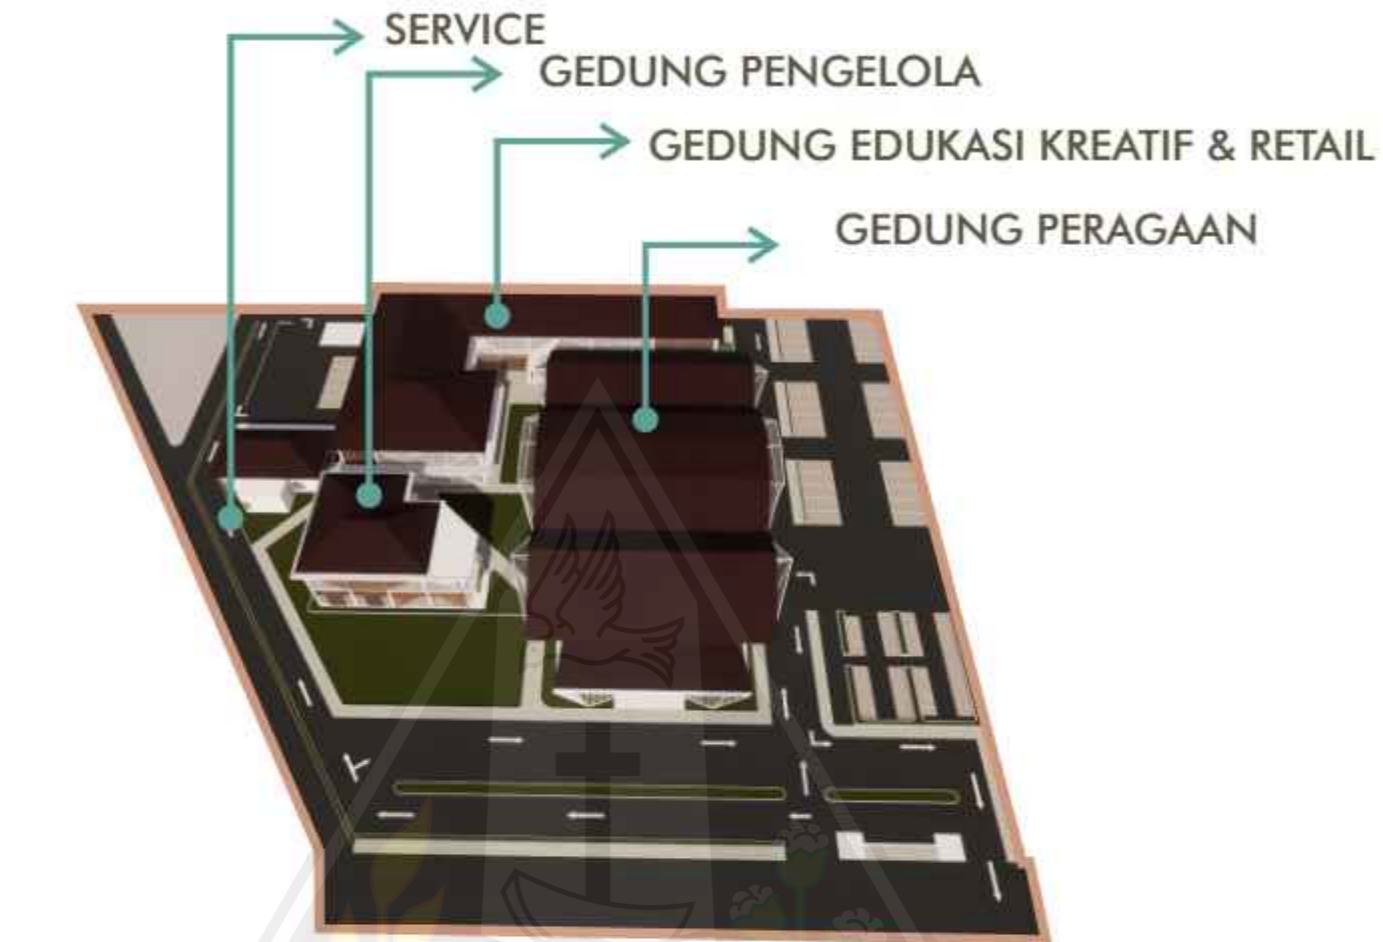 SERVICE
GEDUNG PENGELOLA
GEDUNG EDUKASI KREATIF & RETAIL
GEDUNG PERAGAAN